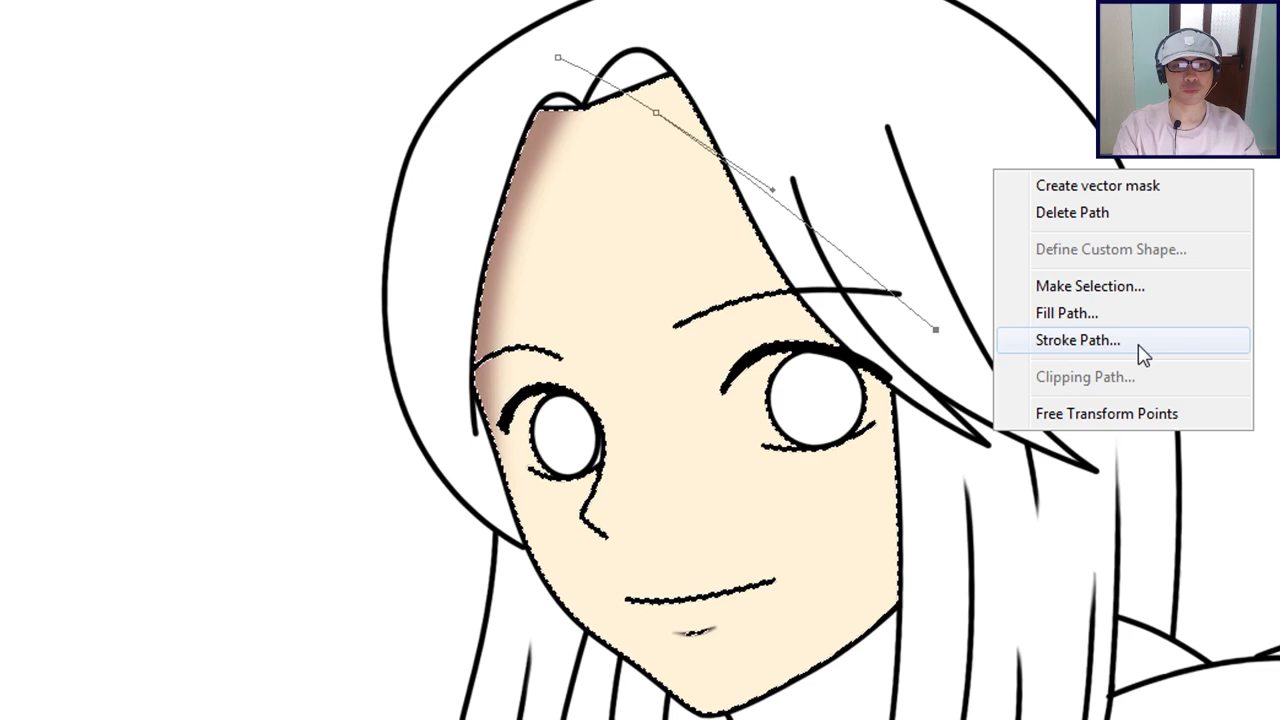 Create vector mask
Delete Path
Define Custom Shape...
Make Selection...
Fill Path...
Stroke Path...
Clipping Path...
Free Transform Points